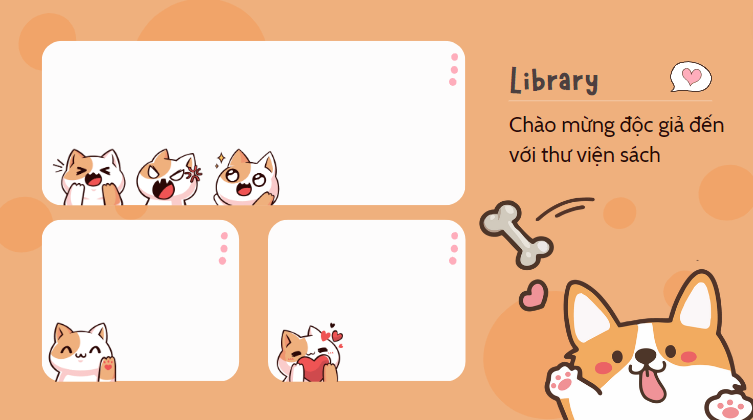 Library
Chào mừng độc giả đến
với thư viện sách